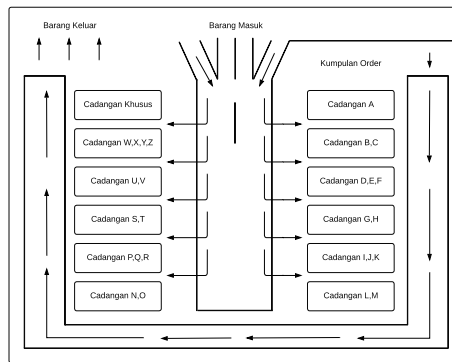 Barang Keluar
Barang Masuk
Kumpulan Order
Cadangan Khusus
Cadangan W,X,Y,Z
Cadangan U,V
Cadangan S,T
Cadangan P,Q,R
Cadangan N,O
Cadangan A
Cadangan B,C
Cadangan D,E,F
Cadangan G,H
Cadangan I,J,K
Cadangan L,M